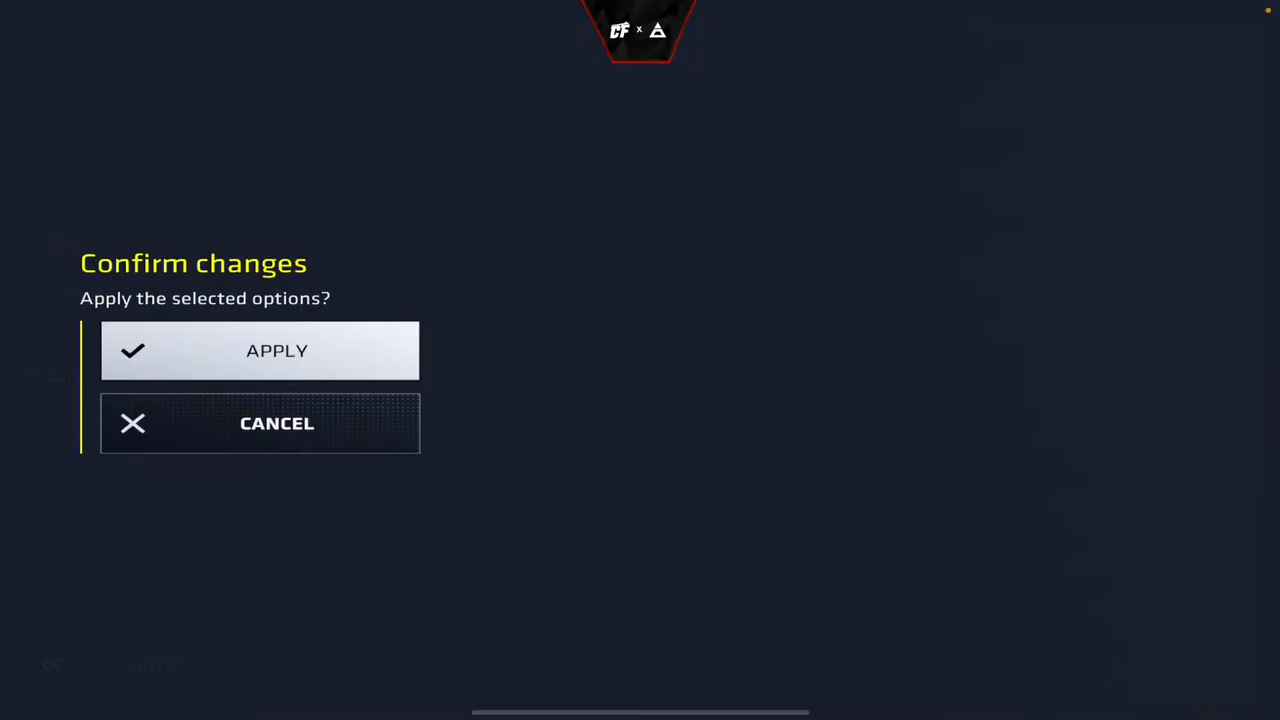 CF x
Confirm changes
Apply the selected options?
APPLY
CANCEL